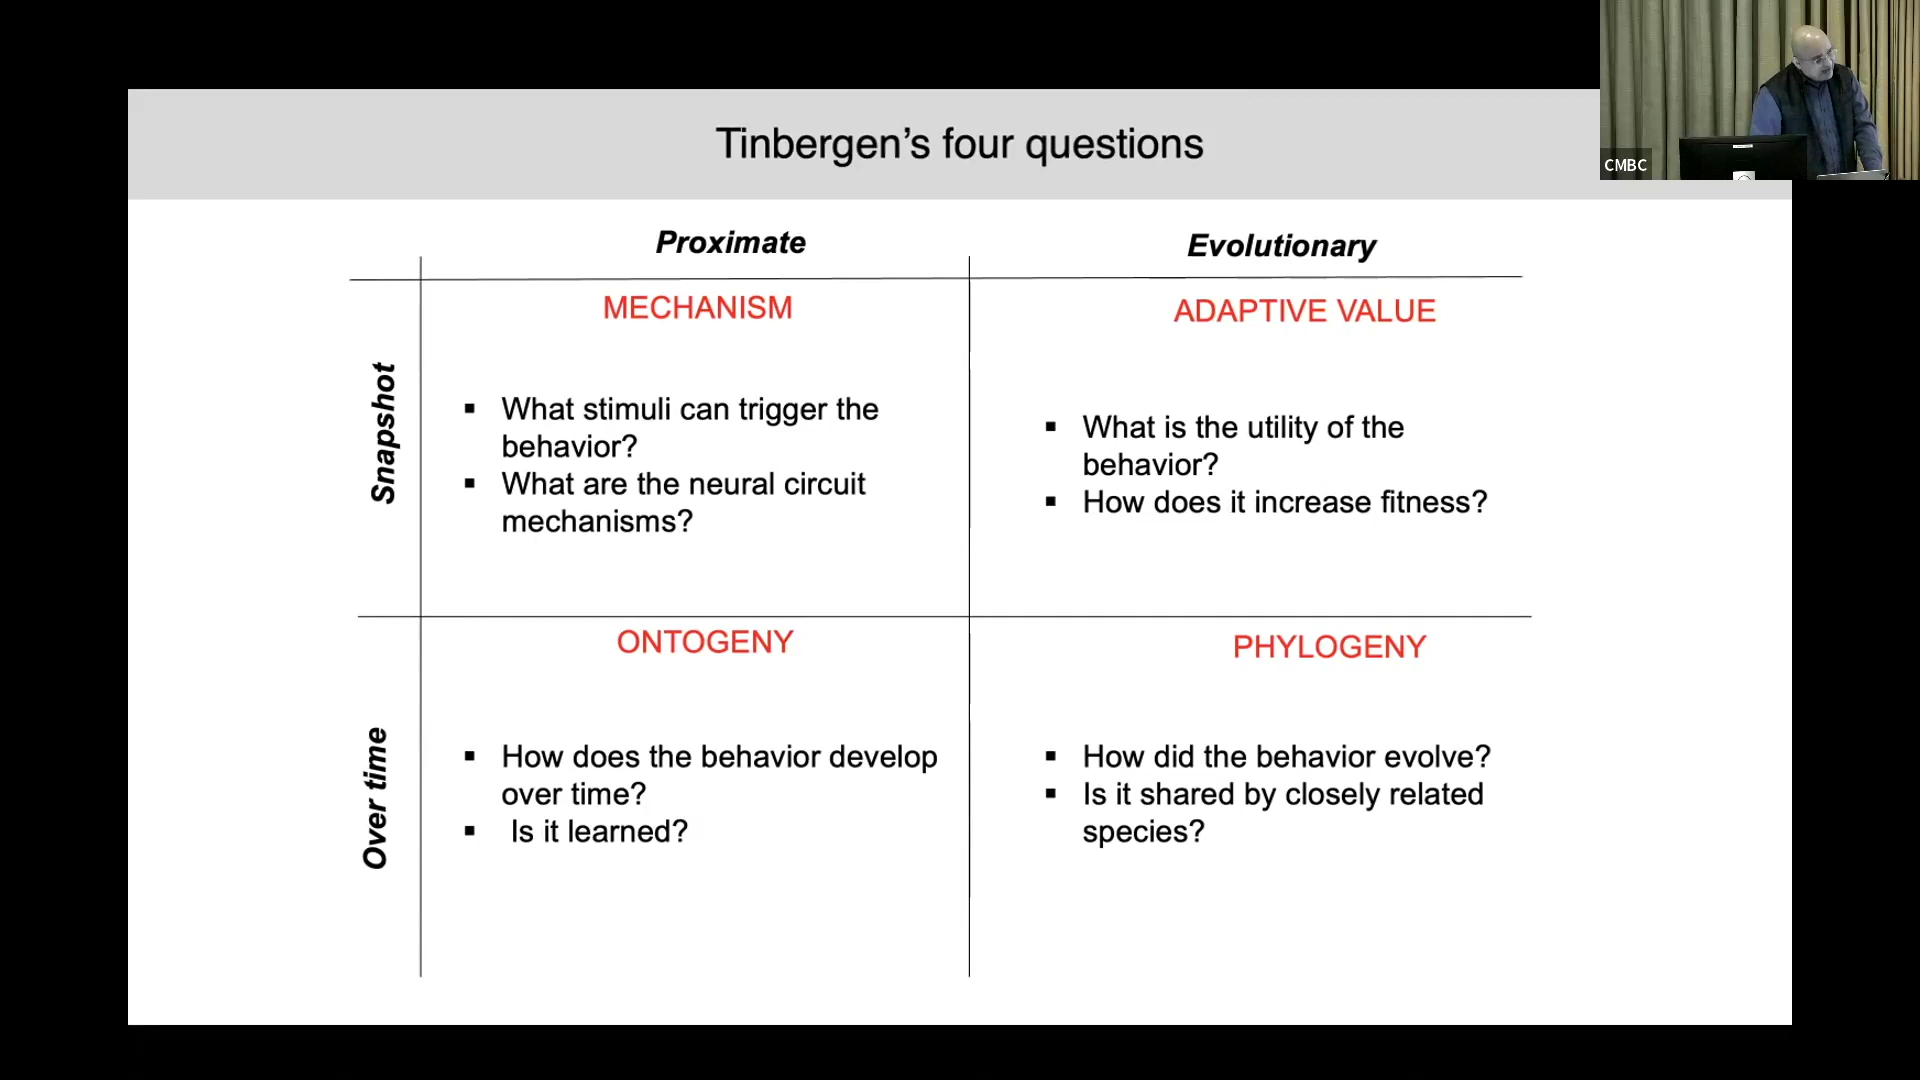 CMBC
Tinbergen’s four questions
Proximate
Evolutionary
Snapshot
MECHANISM
▪ What stimuli can trigger the
behavior?
▪ What are the neural circuit
mechanisms?
ADAPTIVE VALUE
▪ What is the utility of the
behavior?
▪ How does it increase fitness?
Over time
ONTOGENY
▪ How does the behavior develop
over time?
▪ Is it learned?
PHYLOGENY
▪ How did the behavior evolve?
▪ Is it shared by closely related
species?